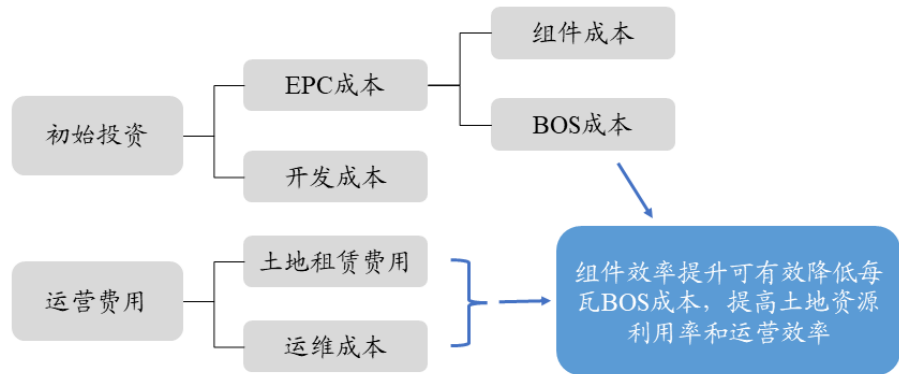 组件成本
EPC成本
BOS成本
初始投资
开发成本
土地租赁费用
运营费用
运维成本
组件效率提升可有效降低每
瓦BOS成本，提高土地资源
利用率和运营效率